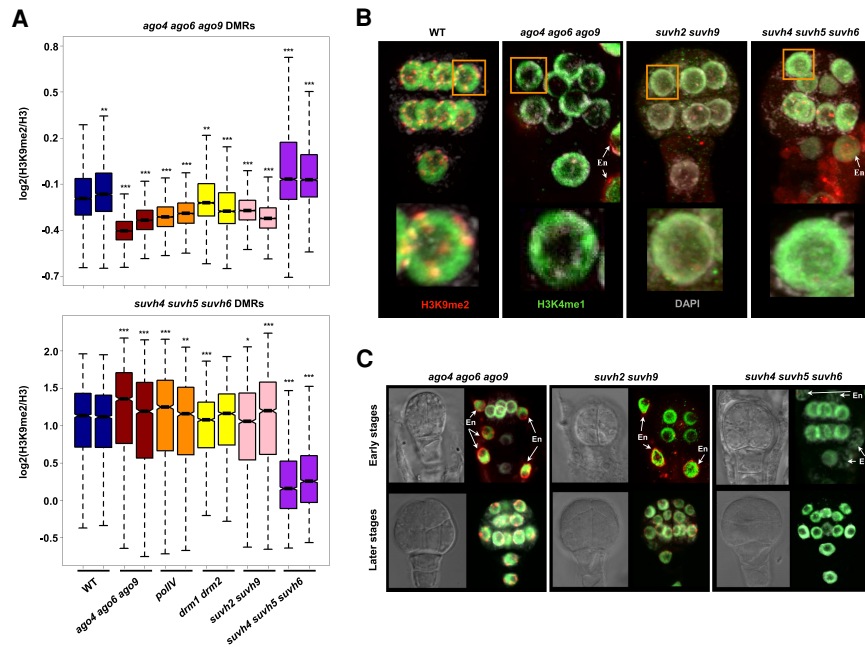 A
ago4 ago6 ago9 DMRs
log2(H3K9me2/H3)
0.8
0.5
0.2
-0.1
-0.4
-0.7
** *** *** *** *** ** *** *** *** *** ***
suvh4 suvh5 suvh6 DMRs
log2(H3K9me2/H3)
2.0
1.5
1.0
0.5
0.0
-0.5
*** *** *** ** *** * *** *** ***
WT
ago4 ago6 ago9
polIV
drm1 drm2
suvh2 suvh9
suvh4 suvh5 suvh6
B
WT
ago4 ago6 ago9
suvh2 suvh9
suvh4 suvh5 suvh6
En
En
H3K9me2
H3K4me1
DAPI
C
ago4 ago6 ago9
suvh2 suvh9
suvh4 suvh5 suvh6
Early stages
En
En
En
En
En
E
Later stages